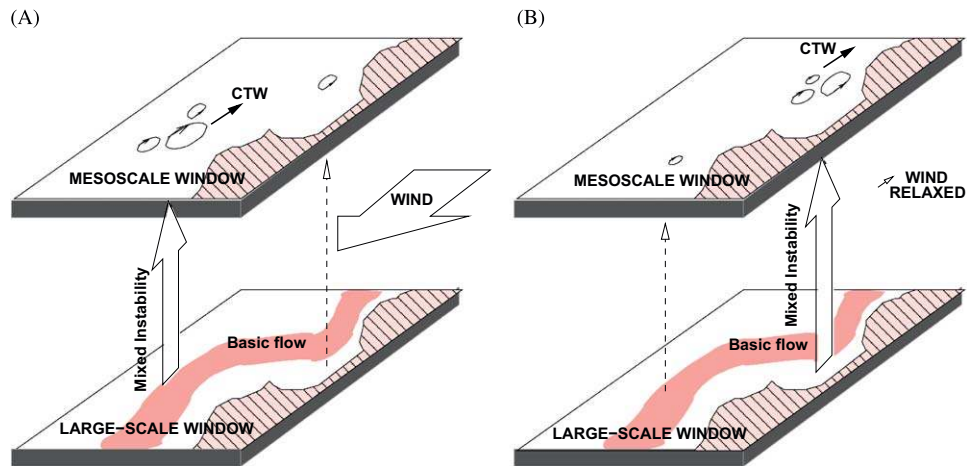 (A)
CTW
MESOSCALE WINDOW
WIND
Mixed Instability
Basic flow
LARGE−SCALE WINDOW
(B)
CTW
MESOSCALE WINDOW
WIND
RELAXED
Mixed Instability
Basic flow
LARGE−SCALE WINDOW